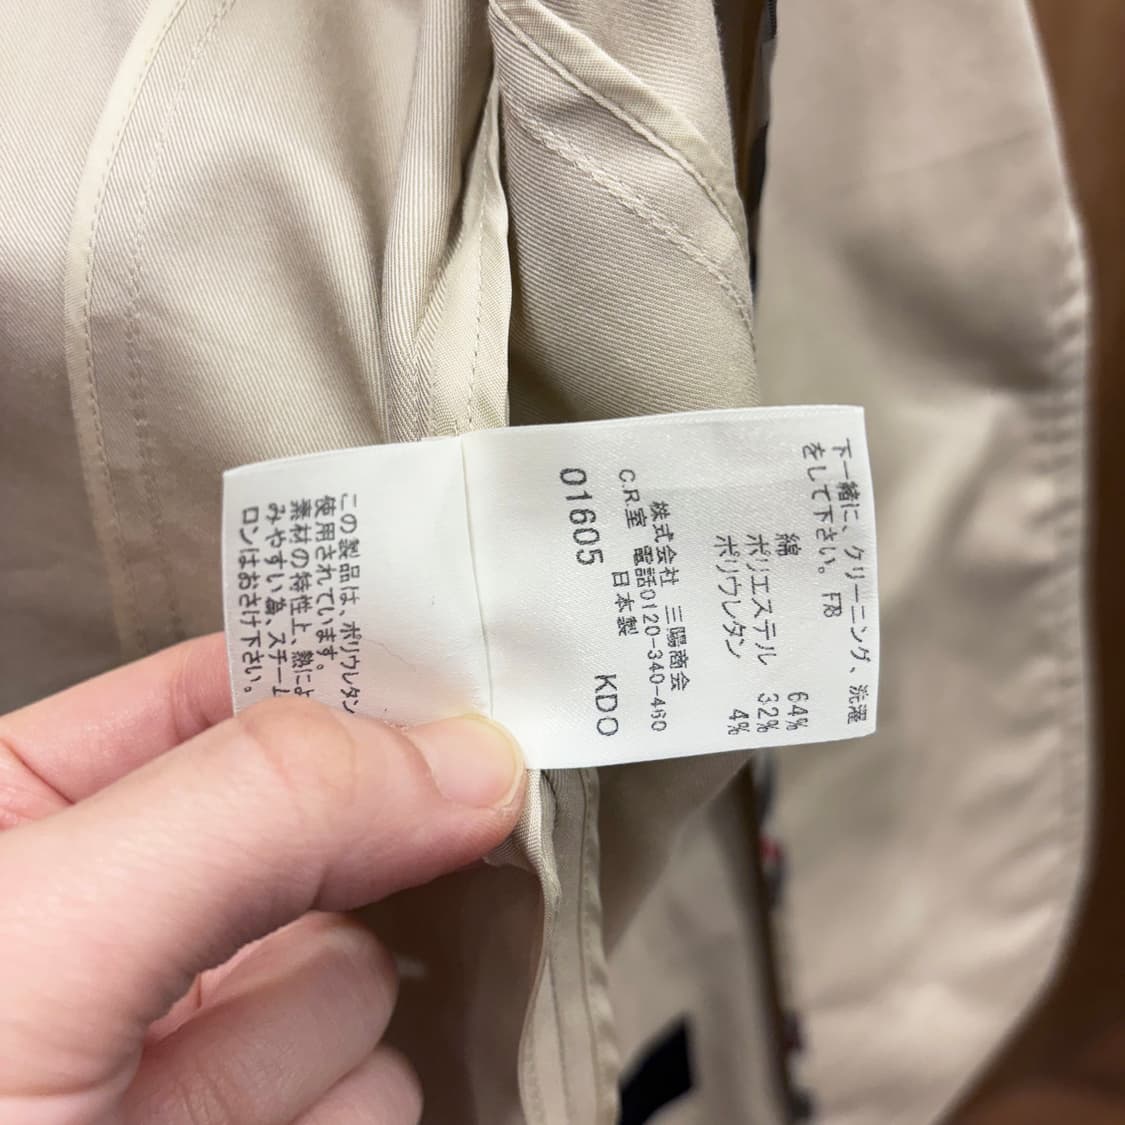 下一緒に、クリーニング、洗濯
をして下さい。F78
綿 64%
ポリエステル 32%
ポリウレタン 4%
株式会社 三陽商会
C.R.室 電話0120-340-460
日本製
01605 KDO
この製品は、ポリウレタン
使用されています。
素材の特性上、熱によ
みやすい為、スチーム
ロンはおさけ下さい。